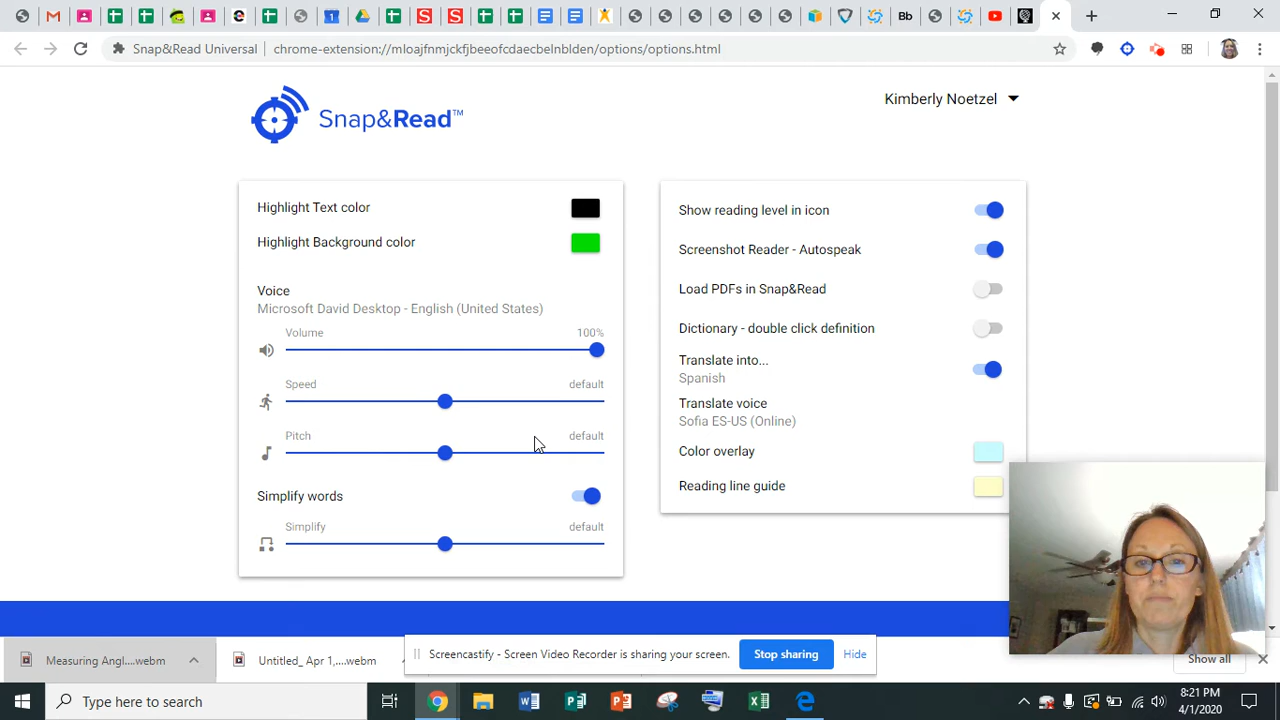 Snap&Read Universal
chrome-extension://mloajfnmjckfjbeeofcdaecbelnblden/options/options.html
Snap&Read™
Kimberly Noetzel
Highlight Text color
Highlight Background color
Voice
Microsoft David Desktop - English (United States)
Volume 100%
Speed default
Pitch default
Simplify words
Simplify default
Show reading level in icon
Screenshot Reader - Autospeak
Load PDFs in Snap&Read
Dictionary - double click definition
Translate into...
Spanish
Translate voice
Sofia ES-US (Online)
Color overlay
Reading line guide
Measuring Angl....webm
Untitled_ Apr 1,....webm
Screencastify - Screen Video Recorder is sharing your screen.
Stop sharing
Hide
Show all
Type here to search
8:21 PM
4/1/2020